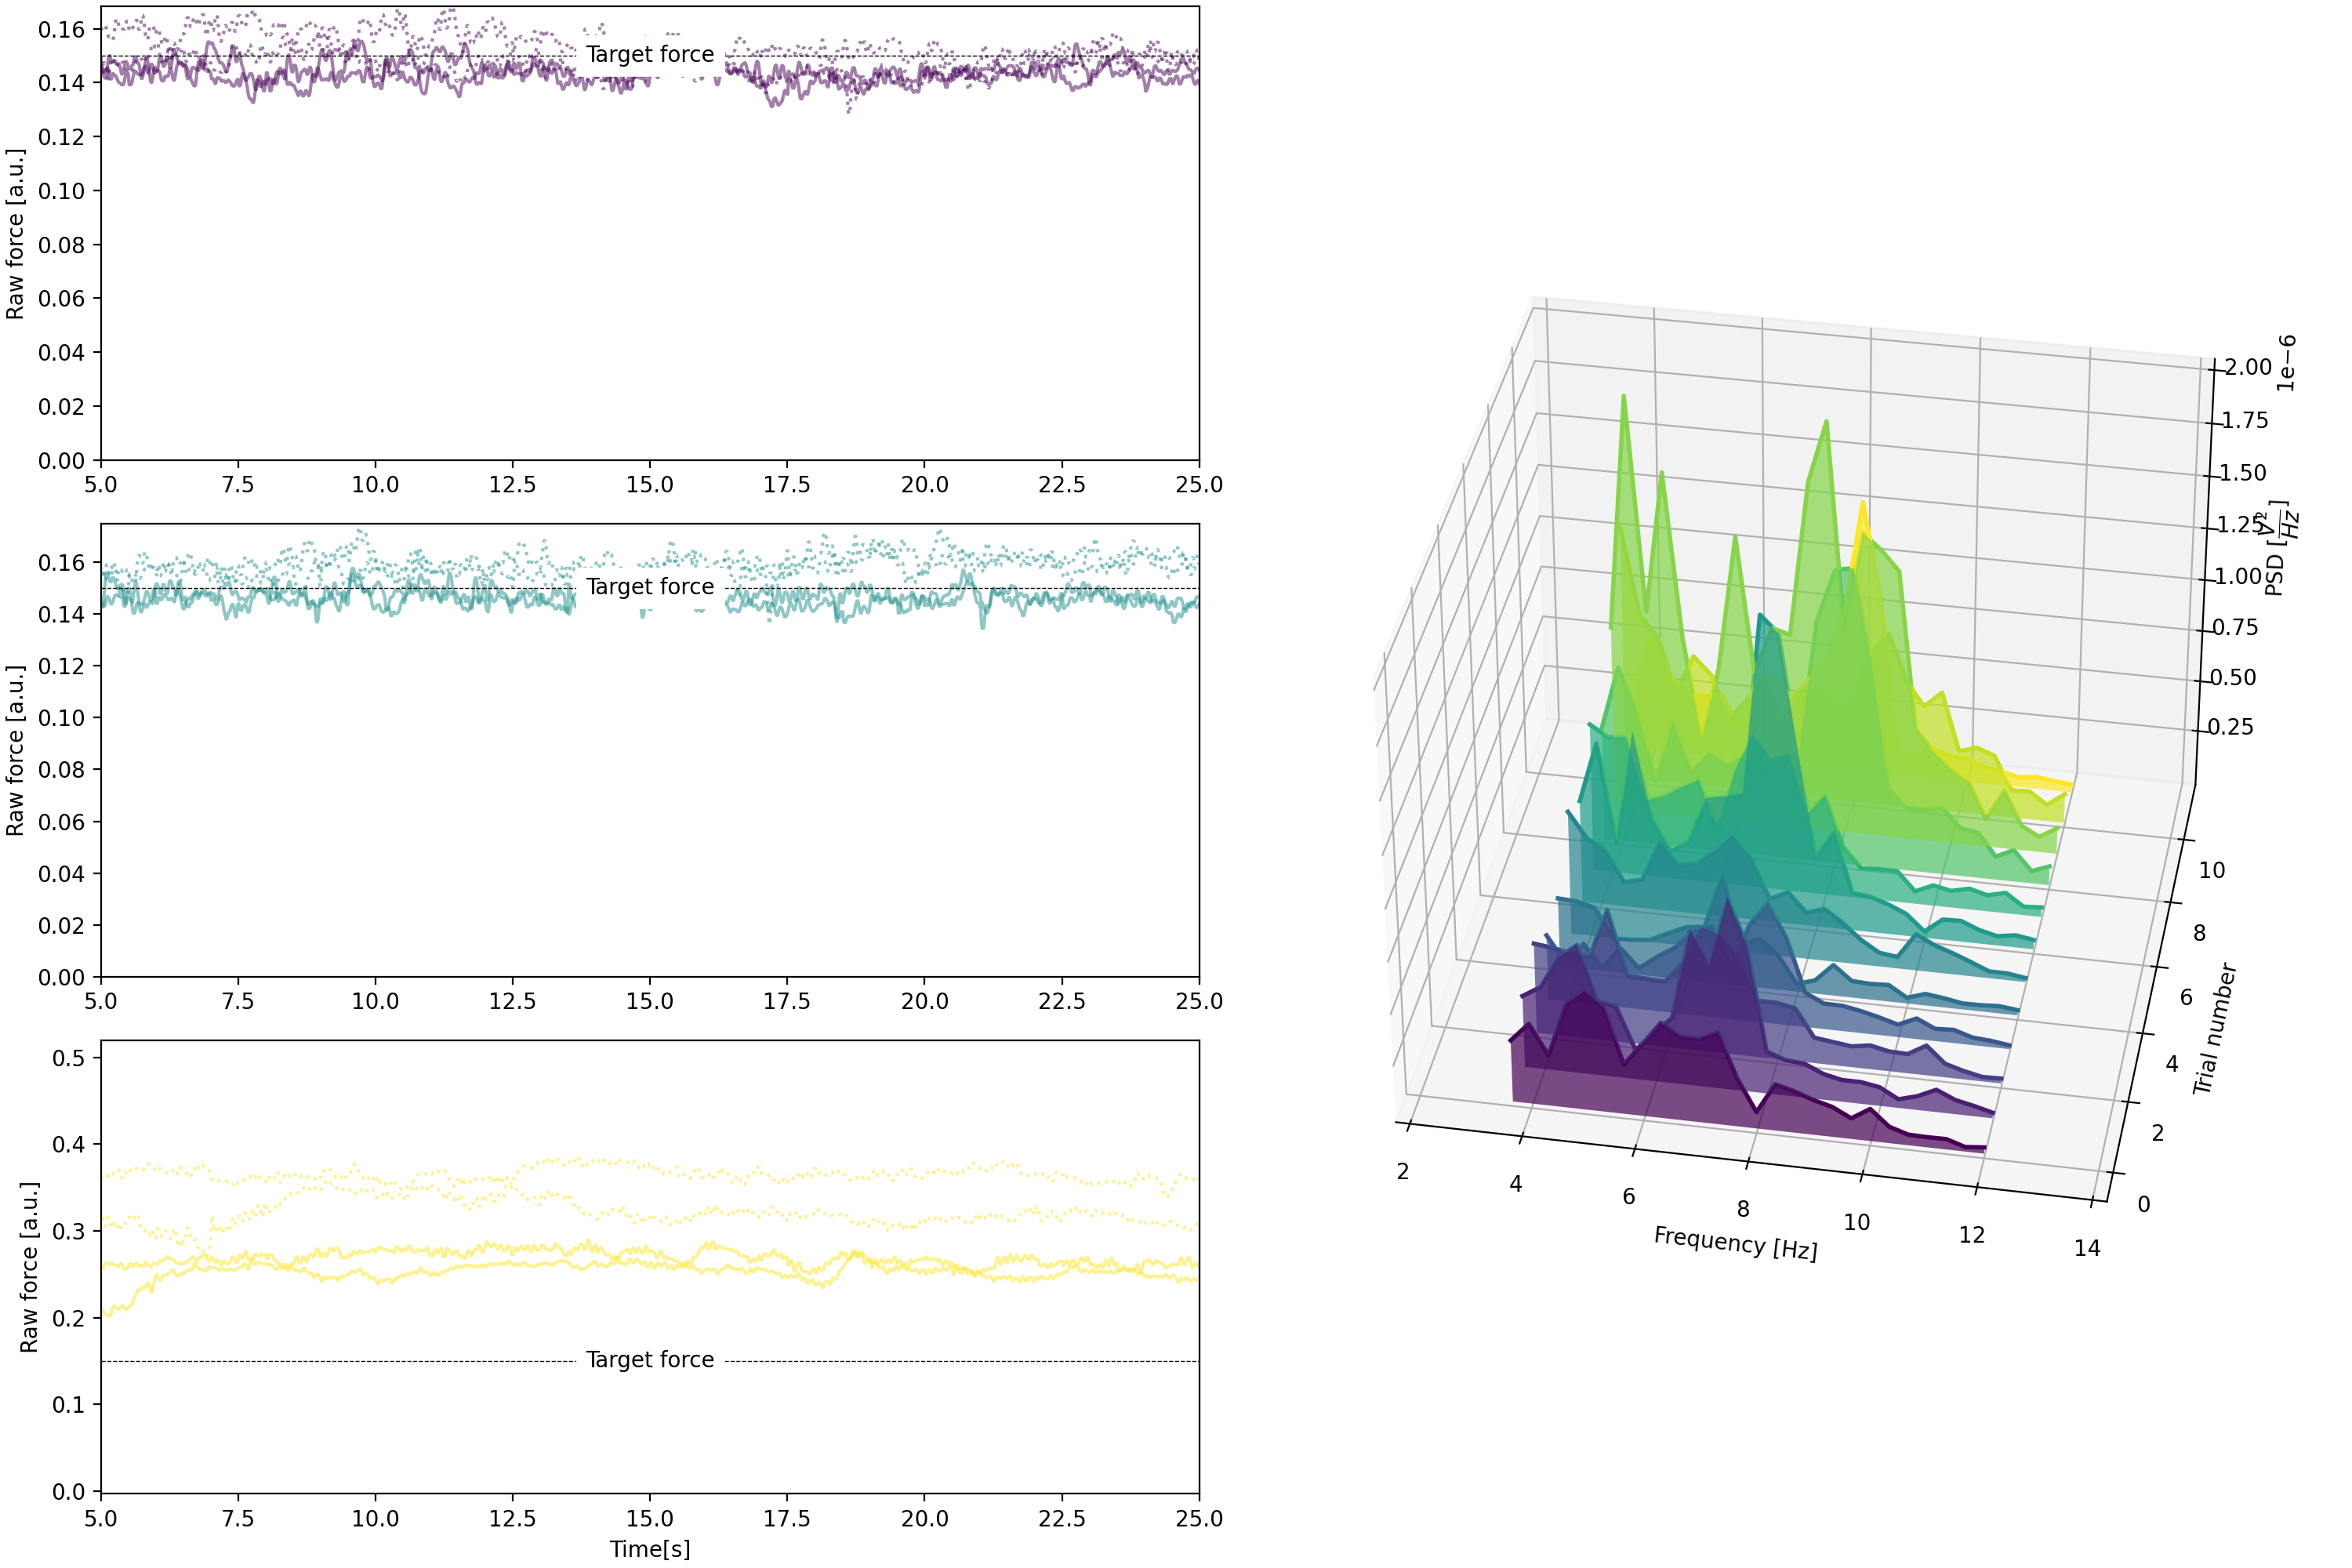 0.16
0.14
0.12
0.10
0.08
0.06
0.04
0.02
0.00
Raw force [a.u.]
Target force
5.0 7.5 10.0 12.5 15.0 17.5 20.0 22.5 25.0
0.16
0.14
0.12
0.10
0.08
0.06
0.04
0.02
0.00
Raw force [a.u.]
Target force
5.0 7.5 10.0 12.5 15.0 17.5 20.0 22.5 25.0
0.5
0.4
0.3
0.2
0.1
0.0
Raw force [a.u.]
Target force
5.0 7.5 10.0 12.5 15.0 17.5 20.0 22.5 25.0
Time[s]
1e−6
2.00
1.75
1.50
1.25
1.00
0.75
0.50
0.25
PSD [V²/Hz]
10
8
6
4
2
0
Trial number
2 4 6 8 10 12 14
Frequency [Hz]